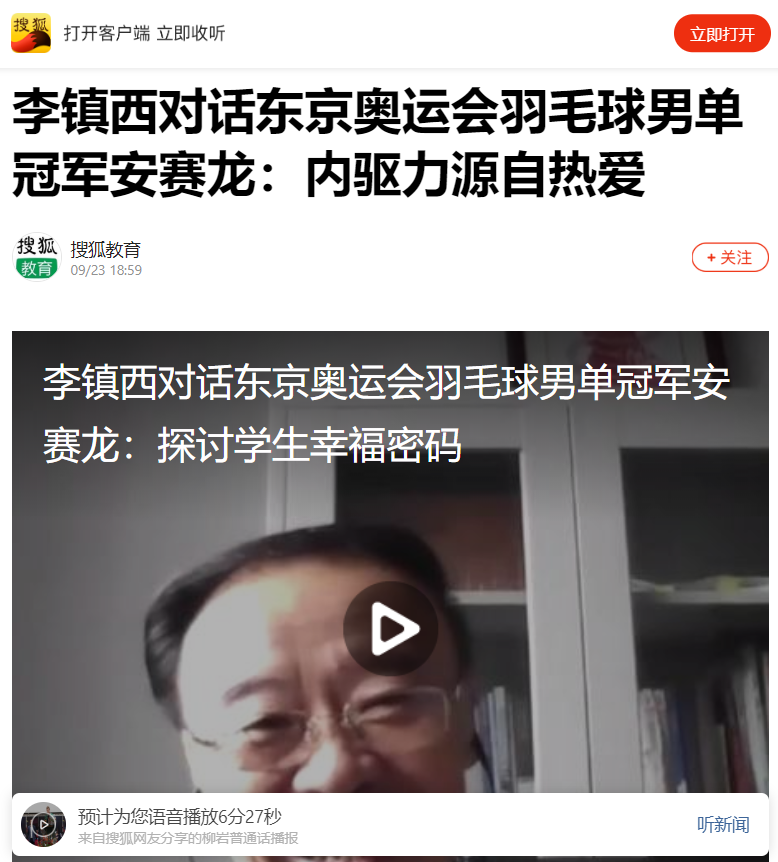 搜狐
打开客户端 立即收听
立即打开
李镇西对话东京奥运会羽毛球男单
冠军安赛龙：内驱力源自热爱
搜狐
教育
搜狐教育
09/23 18:59
+ 关注
李镇西对话东京奥运会羽毛球男单冠军安
赛龙：探讨学生幸福密码
预计为您语音播放6分27秒
来自搜狐网友分享的柳岩普通话播报
听新闻